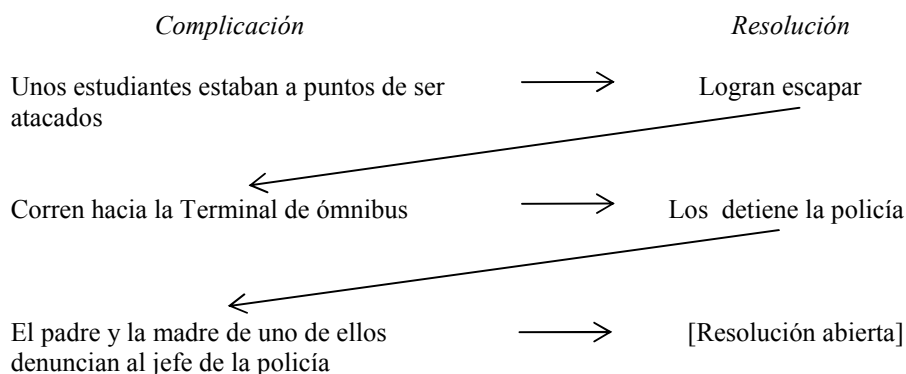 Complicación Resolución
Unos estudiantes estaban a puntos de ser Logran escapar
atacados
Corren hacia la Terminal de ómnibus Los detiene la policía
El padre y la madre de uno de ellos [Resolución abierta]
denuncian al jefe de la policía